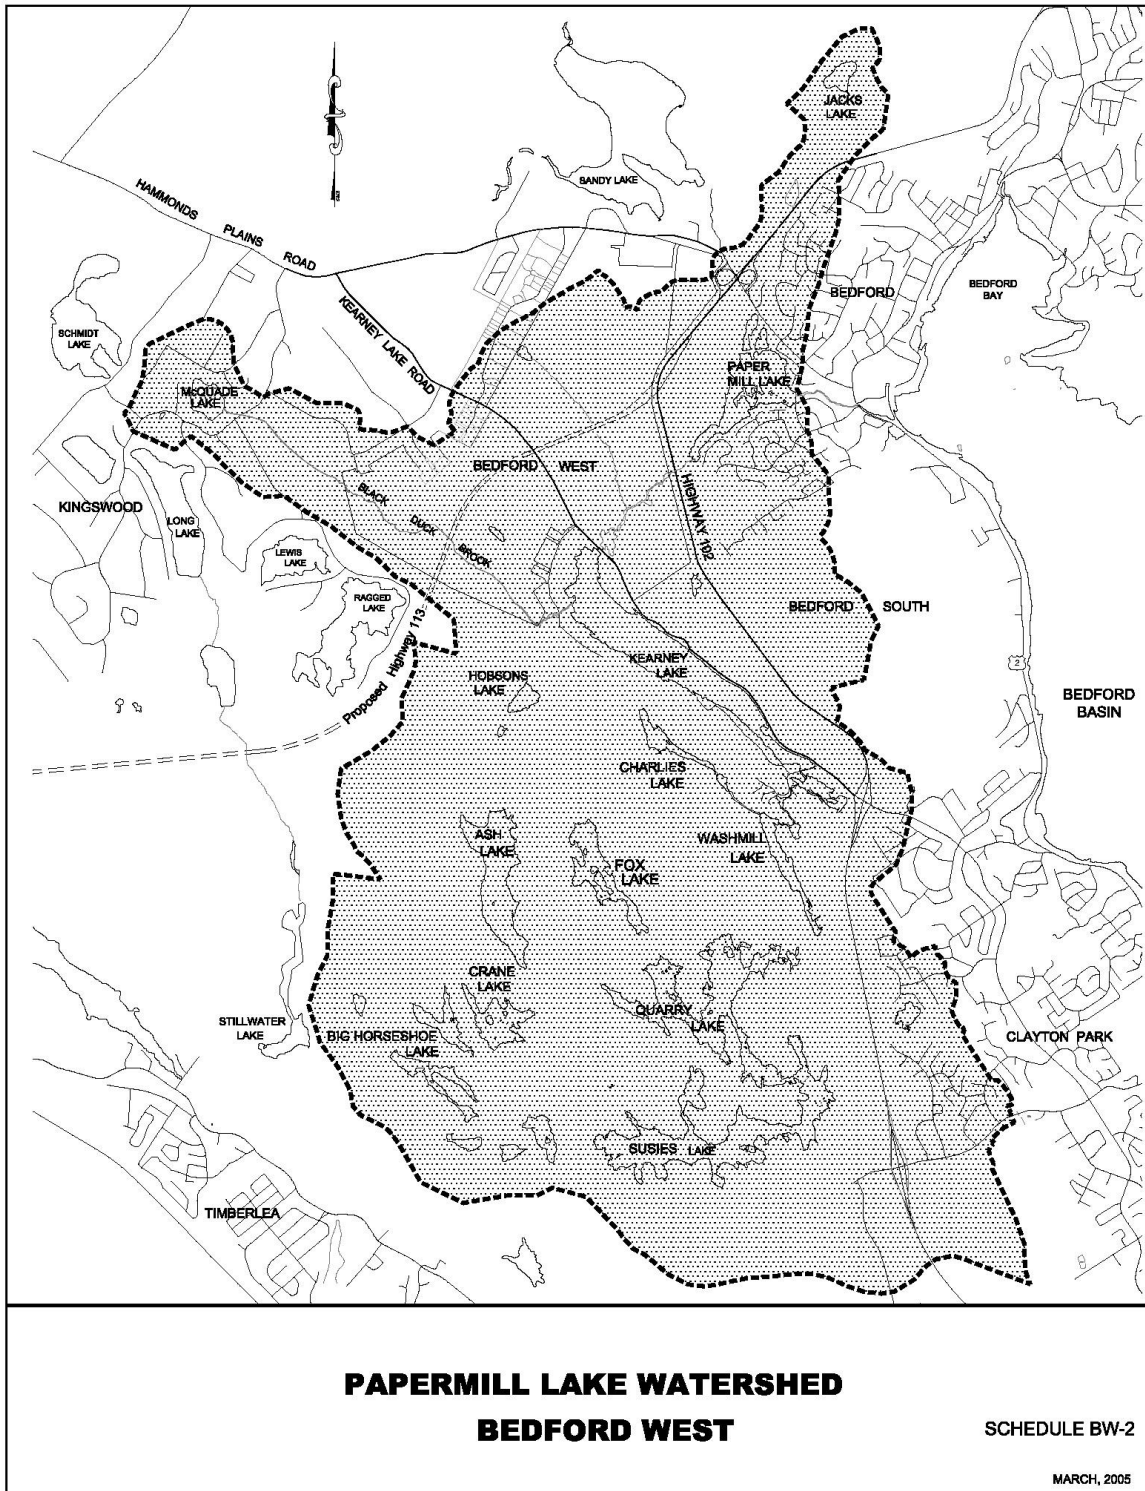 JACKS
LAKE
SANDY LAKE
HAMMONDS
PLAINS
ROAD
KEARNEY LAKE ROAD
BEDFORD
BEDFORD
BAY
SCHMIDT
LAKE
PAPER
MILL LAKE
McQUADE
LAKE
BEDFORD WEST
HIGHWAY 102
BLACK
DUCK
BROOK
KINGSWOOD
LONG
LAKE
LEWIS
LAKE
RAGGED
LAKE
Proposed Highway 113
BEDFORD SOUTH
2
KEARNEY
LAKE
HOBSONS
LAKE
BEDFORD
BASIN
CHARLIES
LAKE
ASH
LAKE
WASHMILL
LAKE
FOX
LAKE
CRANE
LAKE
QUARRY
LAKE
STILLWATER
LAKE
BIG HORSESHOE
LAKE
CLAYTON PARK
SUSIES LAKE
TIMBERLEA
PAPERMILL LAKE WATERSHED
BEDFORD WEST
SCHEDULE BW-2
MARCH, 2005